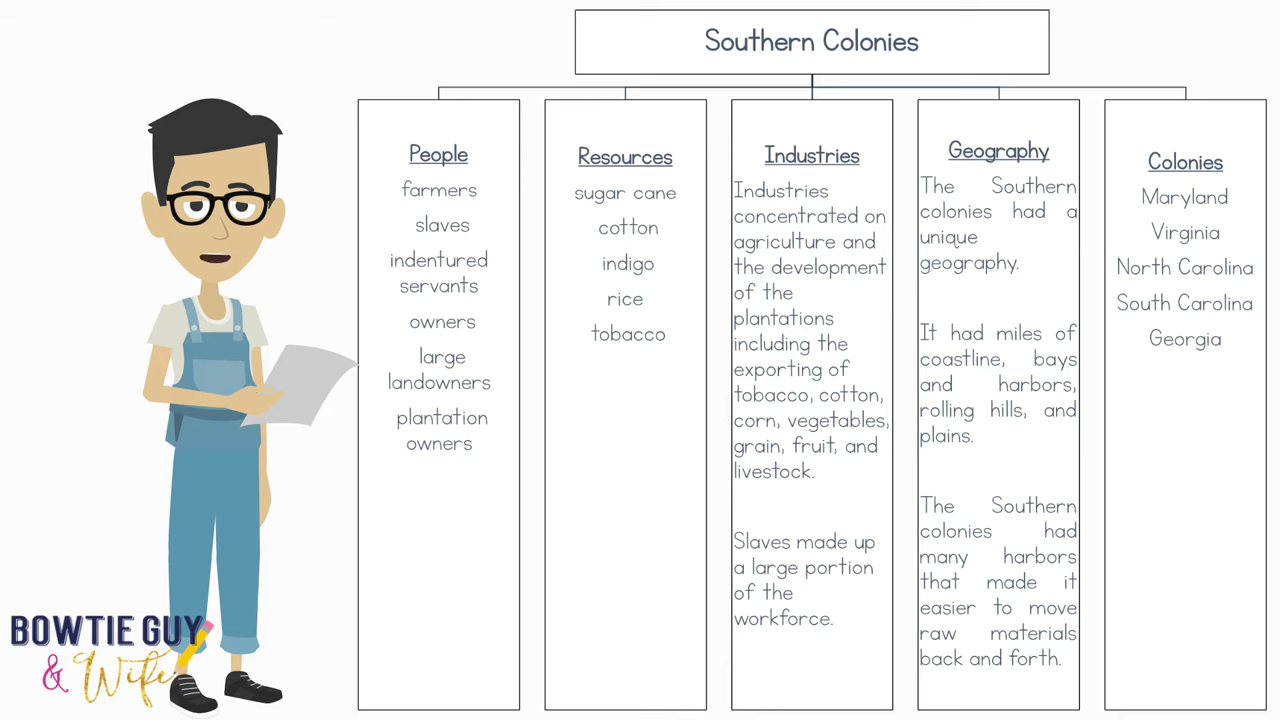 Southern Colonies
People
farmers
slaves
indentured
servants
owners
large
landowners
plantation
owners
Resources
sugar cane
cotton
indigo
rice
tobacco
Industries
Industries
concentrated on
agriculture and
the development
of the
plantations
including the
exporting of
tobacco, cotton,
corn, vegetables,
grain, fruit, and
livestock.
Slaves made up
a large portion
of the
workforce.
Geography
The Southern
colonies had a
unique
geography.
It had miles of
coastline, bays
and harbors,
rolling hills, and
plains.
The Southern
colonies had
many harbors
that made it
easier to move
raw materials
back and forth.
Colonies
Maryland
Virginia
North Carolina
South Carolina
Georgia
BOWTIE GUY
& Wife